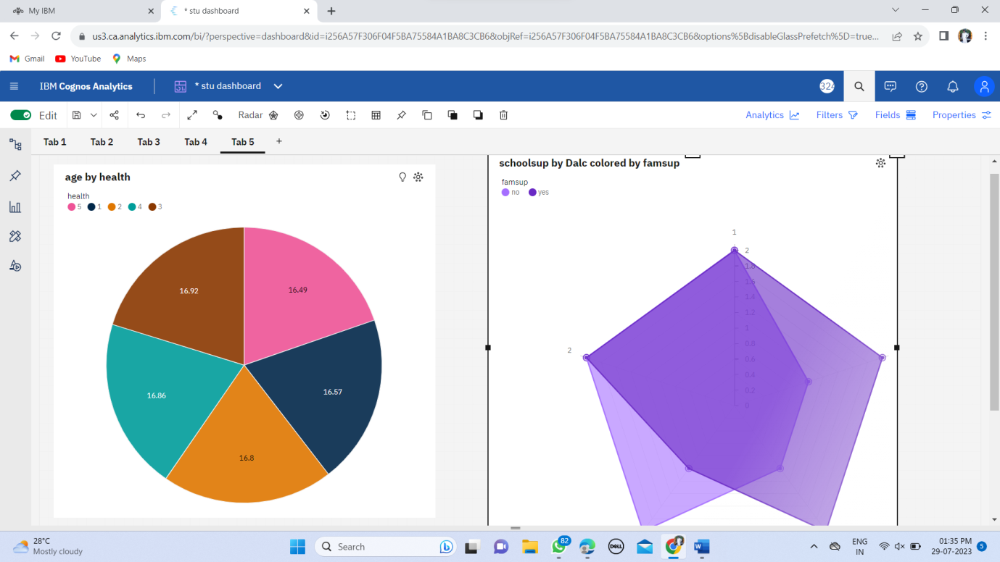 My IBM
* stu dashboard
us3.ca.analytics.ibm.com/bi/?perspective=dashboard&id=i256A57F306F04F5BA75584A1BA8C3CB6&objRef=i256A57F306F04F5BA75584A1BA8C3CB6&options%5BdisableGlassPrefetch%5D=true...
Gmail YouTube Maps
IBM Cognos Analytics * stu dashboard 324
Edit Radar Analytics Filters Fields Properties
Tab 1 Tab 2 Tab 3 Tab 4 Tab 5 +
age by health
health
5 1 2 4 3
16.92
16.49
16.86
16.57
16.8
schoolsup by Dalc colored by famsup
famsup
no yes
1
2
1.8
1.6
1.4
1.2
1
0.8
0.6
0.4
0.2
0
2
28°C
Mostly cloudy
Search
82
DELL
W
ENG
IN
01:35 PM
29-07-2023
5